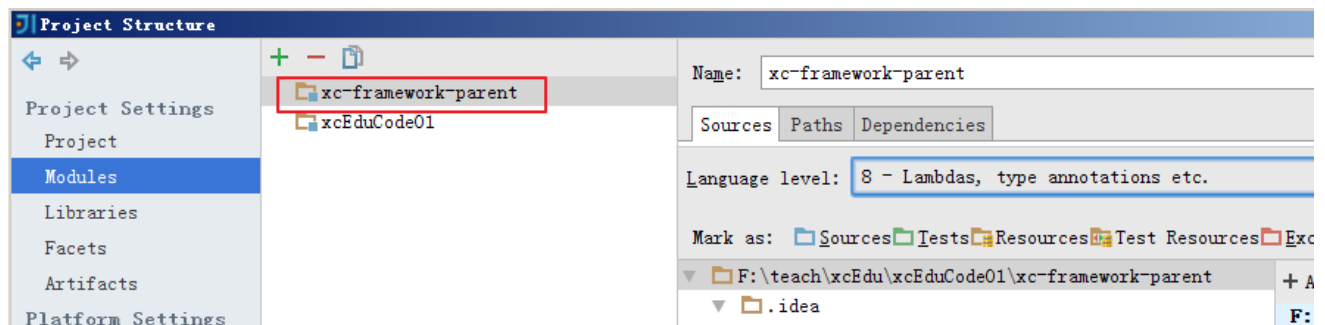 Project Structure
Project Settings
Project
Modules
Libraries
Facets
Artifacts
Platform Settings
xc-framework-parent
xcEduCode01
Name: xc-framework-parent
Sources Paths Dependencies
Language level: 8 - Lambdas, type annotations etc.
Mark as: Sources Tests Resources Test Resources Exc
F:\teach\xcEdu\xcEduCode01\xc-framework-parent
.idea
+ A
F: